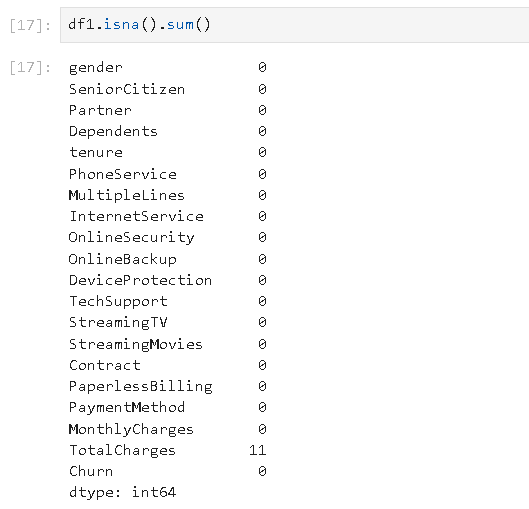 [17]: df1.isna().sum()
[17]: gender 0
SeniorCitizen 0
Partner 0
Dependents 0
tenure 0
PhoneService 0
MultipleLines 0
InternetService 0
OnlineSecurity 0
OnlineBackup 0
DeviceProtection 0
TechSupport 0
StreamingTV 0
StreamingMovies 0
Contract 0
PaperlessBilling 0
PaymentMethod 0
MonthlyCharges 0
TotalCharges 11
Churn 0
dtype: int64